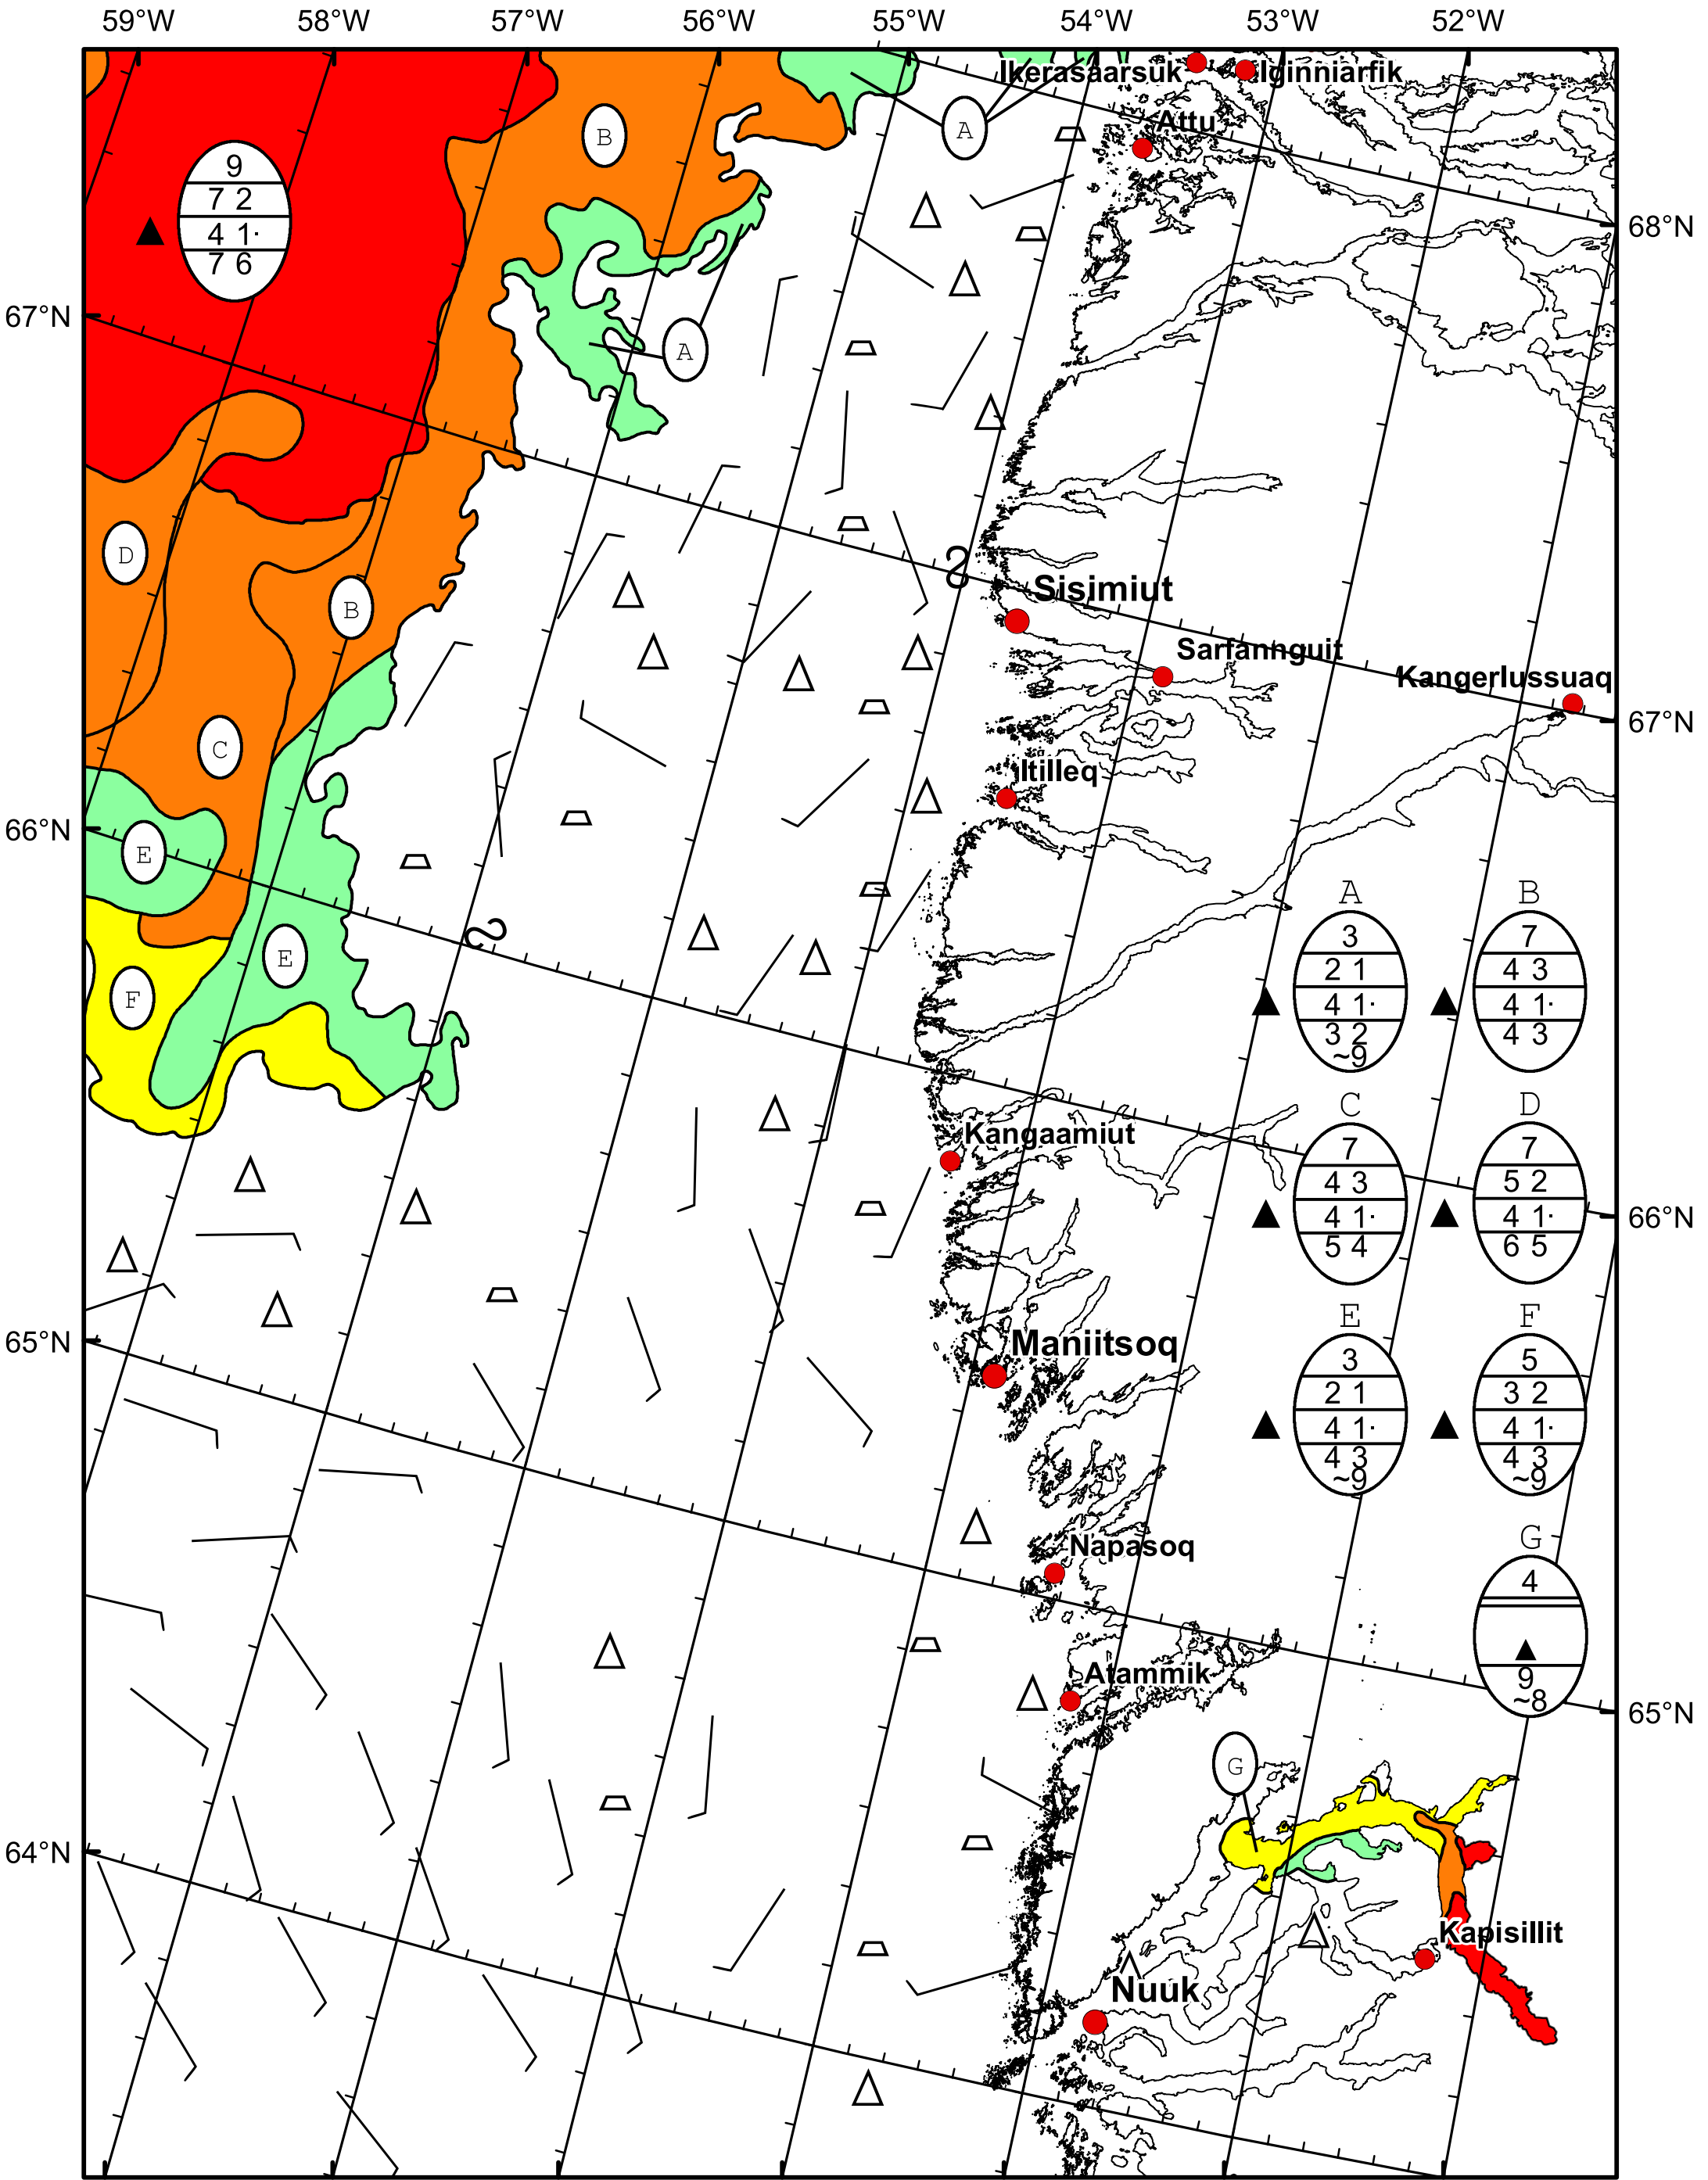 59°W 58°W 57°W 56°W 55°W 54°W 53°W 52°W
Ikerasaarsuk
Iginniarfik
Attu
B
A
9
7 2
4 1·
7 6
68°N
67°N
A
D
B
Sisimiut
Sarfannguit
Kangerlussuaq
67°N
C
Itilleq
66°N
E
E
F
A
3
2 1
4 1·
3 2
~9
B
7
4 3
4 1·
4 3
Kangaamiut
C
7
4 3
4 1·
5 4
D
7
5 2
4 1·
6 5
66°N
65°N
Maniitsoq
E
3
2 1
4 1·
4 3
~9
F
5
3 2
4 1·
4 3
~9
Napasoq
G
4
9
~8
Atammik
65°N
G
64°N
Kapisillit
Nuuk